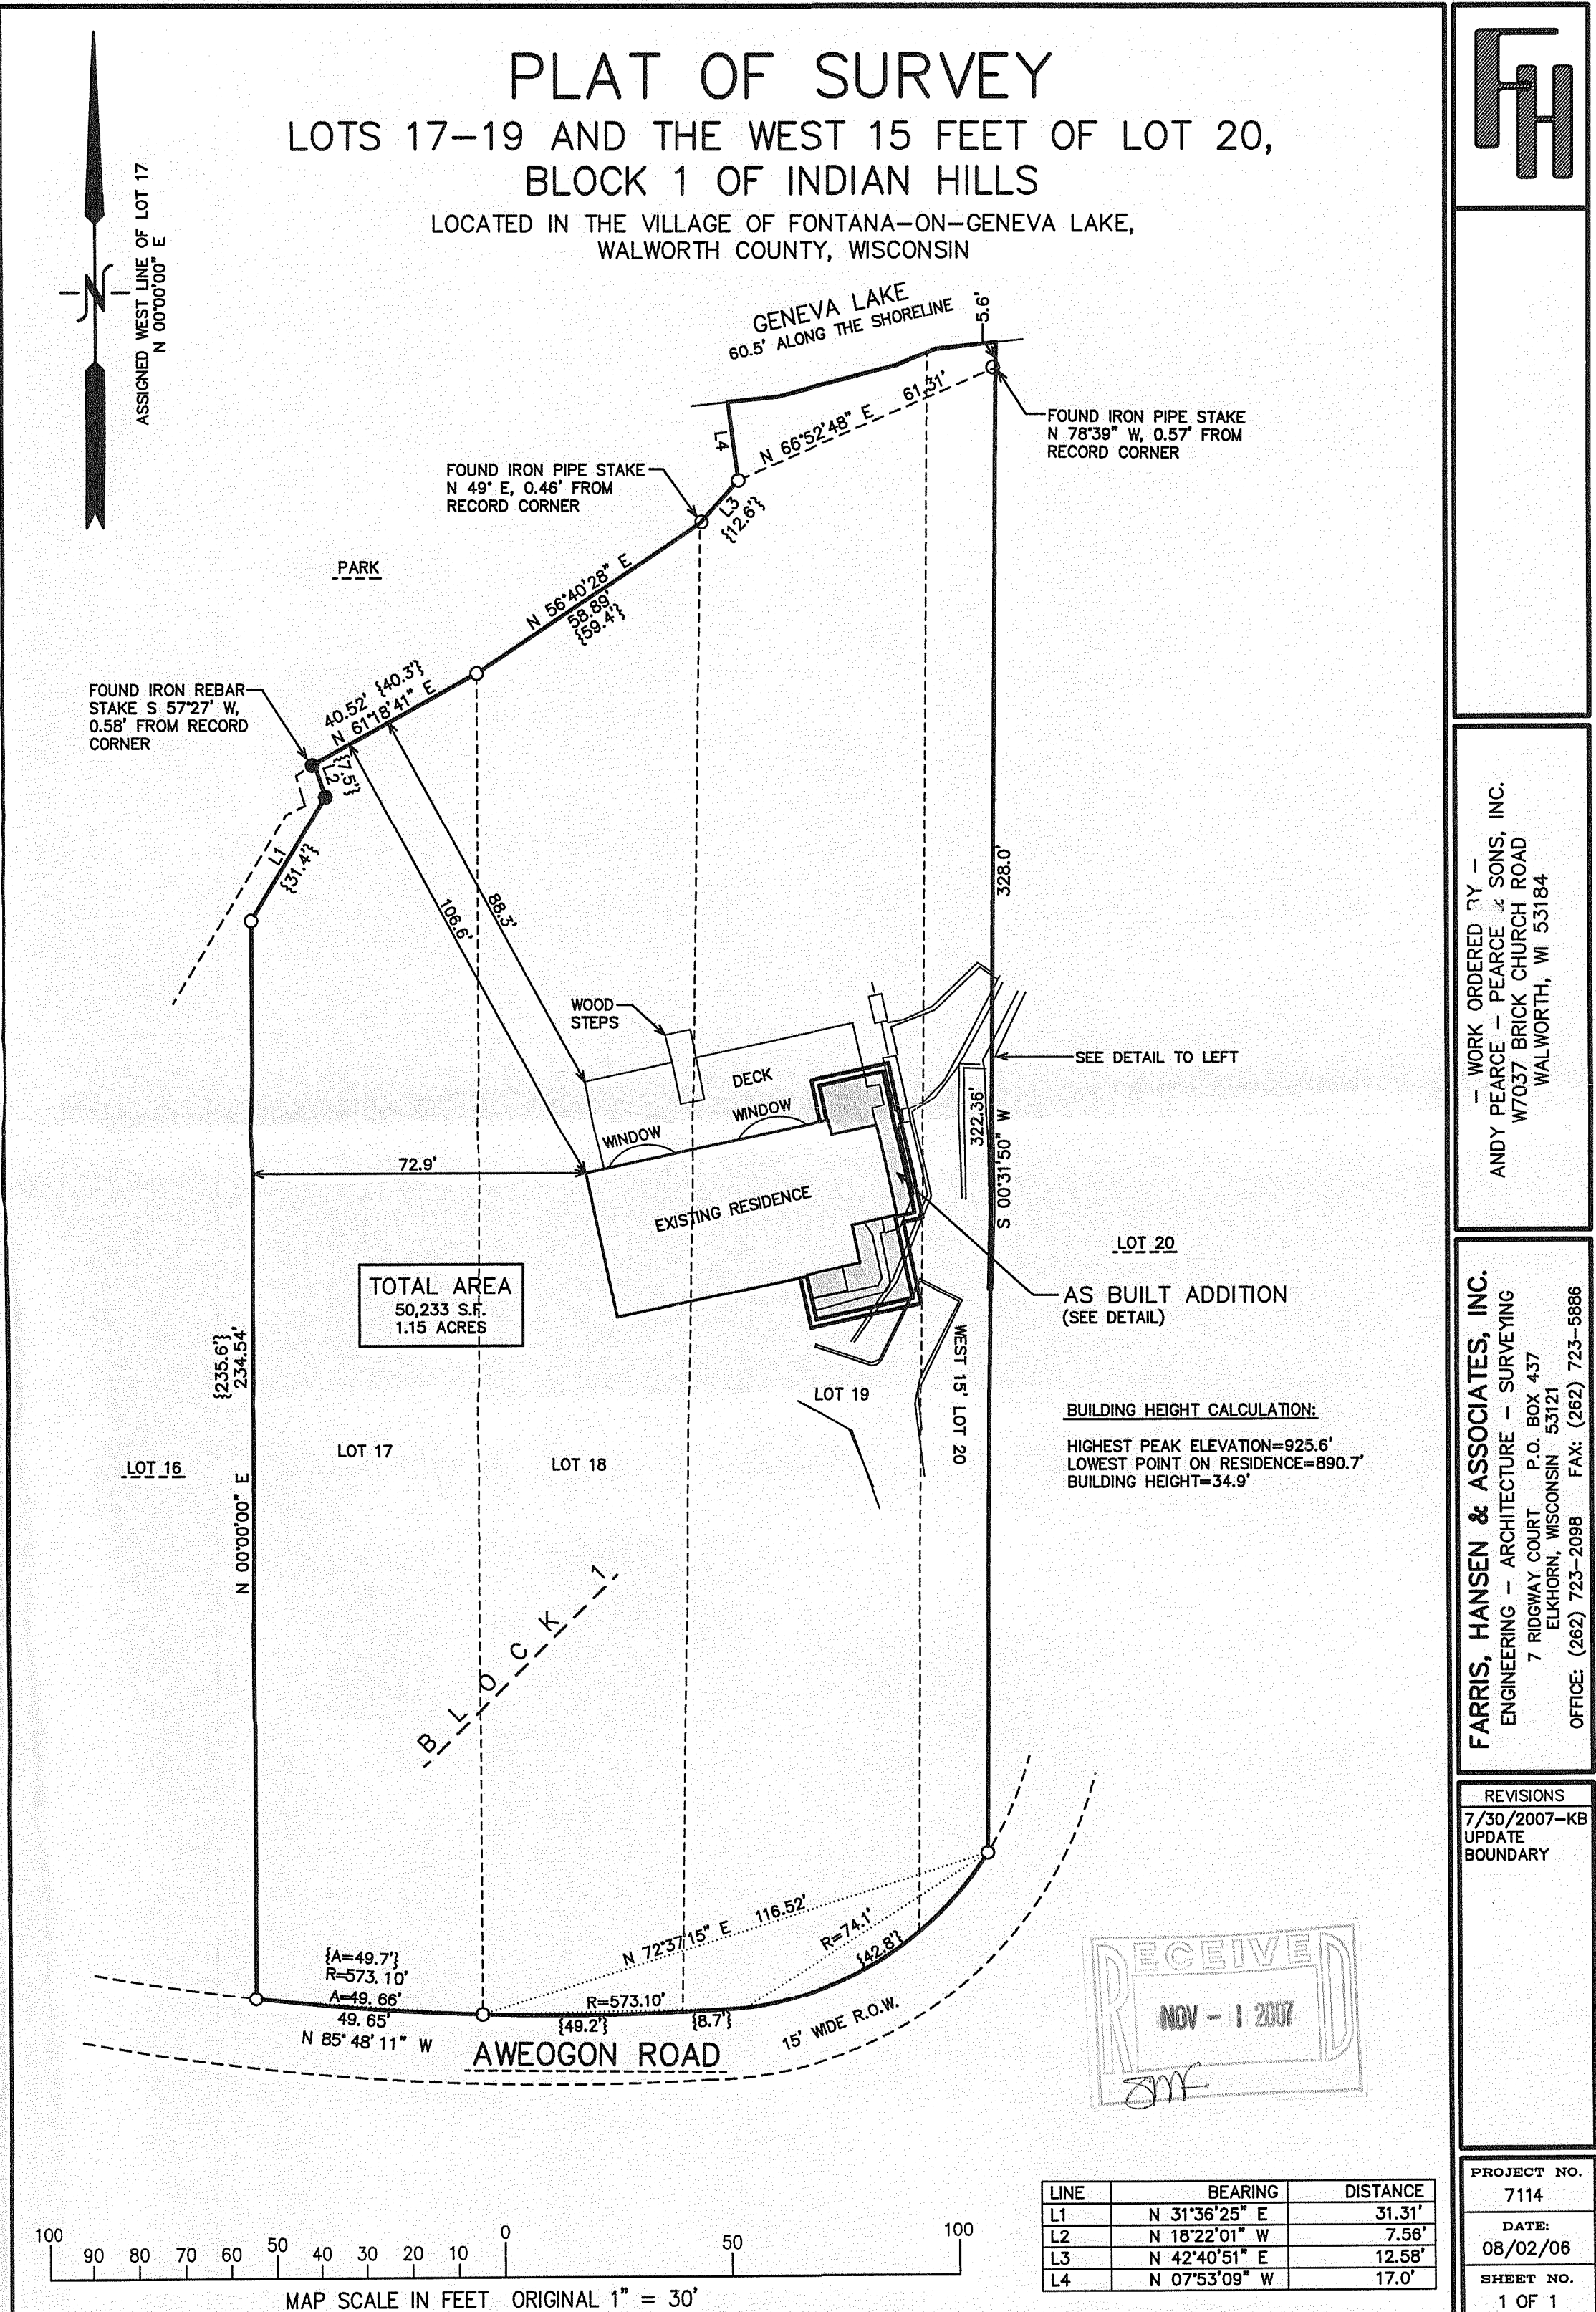 PLAT OF SURVEY
LOTS 17-19 AND THE WEST 15 FEET OF LOT 20,
BLOCK 1 OF INDIAN HILLS
LOCATED IN THE VILLAGE OF FONTANA-ON-GENEVA LAKE,
WALWORTH COUNTY, WISCONSIN
N
ASSIGNED WEST LINE OF LOT 17
N 00°00'00" E
GENEVA LAKE
60.5' ALONG THE SHORELINE
5.6'
61.31'
N 66°52'48" E
L4
FOUND IRON PIPE STAKE
N 78°39" W, 0.57' FROM
RECORD CORNER
FOUND IRON PIPE STAKE
N 49° E, 0.46' FROM
RECORD CORNER
L3
{12.6'}
PARK
N 56°40'28" E
58.89'
{59.4'}
FOUND IRON REBAR
STAKE S 57°27' W,
0.58' FROM RECORD
CORNER
40.52' {40.3'}
N 61°18'41" E
L2
{7.5'}
L1
{31.4'}
328.0'
106.6'
88.3'
WOOD
STEPS
DECK
WINDOW
WINDOW
SEE DETAIL TO LEFT
322.36'
S 00°31'50" W
72.9'
EXISTING RESIDENCE
LOT 20
TOTAL AREA
50,233 S.F.
1.15 ACRES
AS BUILT ADDITION
(SEE DETAIL)
{235.6'}
234.54'
N 00°00'00" E
WEST 15' LOT 20
LOT 19
BUILDING HEIGHT CALCULATION:
HIGHEST PEAK ELEVATION=925.6'
LOWEST POINT ON RESIDENCE=890.7'
BUILDING HEIGHT=34.9'
LOT 16
LOT 17
LOT 18
BLOCK 1
N 72°37'15" E 116.52'
R=74.1'
{42.8'}
{A=49.7'}
R=573.10'
A=49.66'
49.65'
N 85°48'11" W
R=573.10'
{49.2'}
{8.7'}
15' WIDE R.O.W.
AWEOGON ROAD
RECEIVED
NOV - 1 2007
SMF
LINE BEARING DISTANCE
L1 N 31°36'25" E 31.31'
L2 N 18°22'01" W 7.56'
L3 N 42°40'51" E 12.58'
L4 N 07°53'09" W 17.0'
100 90 80 70 60 50 40 30 20 10 0 50 100
MAP SCALE IN FEET ORIGINAL 1" = 30'
FH
- WORK ORDERED BY -
ANDY PEARCE - PEARCE & SONS, INC.
W7037 BRICK CHURCH ROAD
WALWORTH, WI 53184
FARRIS, HANSEN & ASSOCIATES, INC.
ENGINEERING - ARCHITECTURE - SURVEYING
7 RIDGWAY COURT P.O. BOX 437
ELKHORN, WISCONSIN 53121
OFFICE: (262) 723-2098 FAX: (262) 723-5886
REVISIONS
7/30/2007-KB
UPDATE
BOUNDARY
PROJECT NO.
7114
DATE:
08/02/06
SHEET NO.
1 OF 1